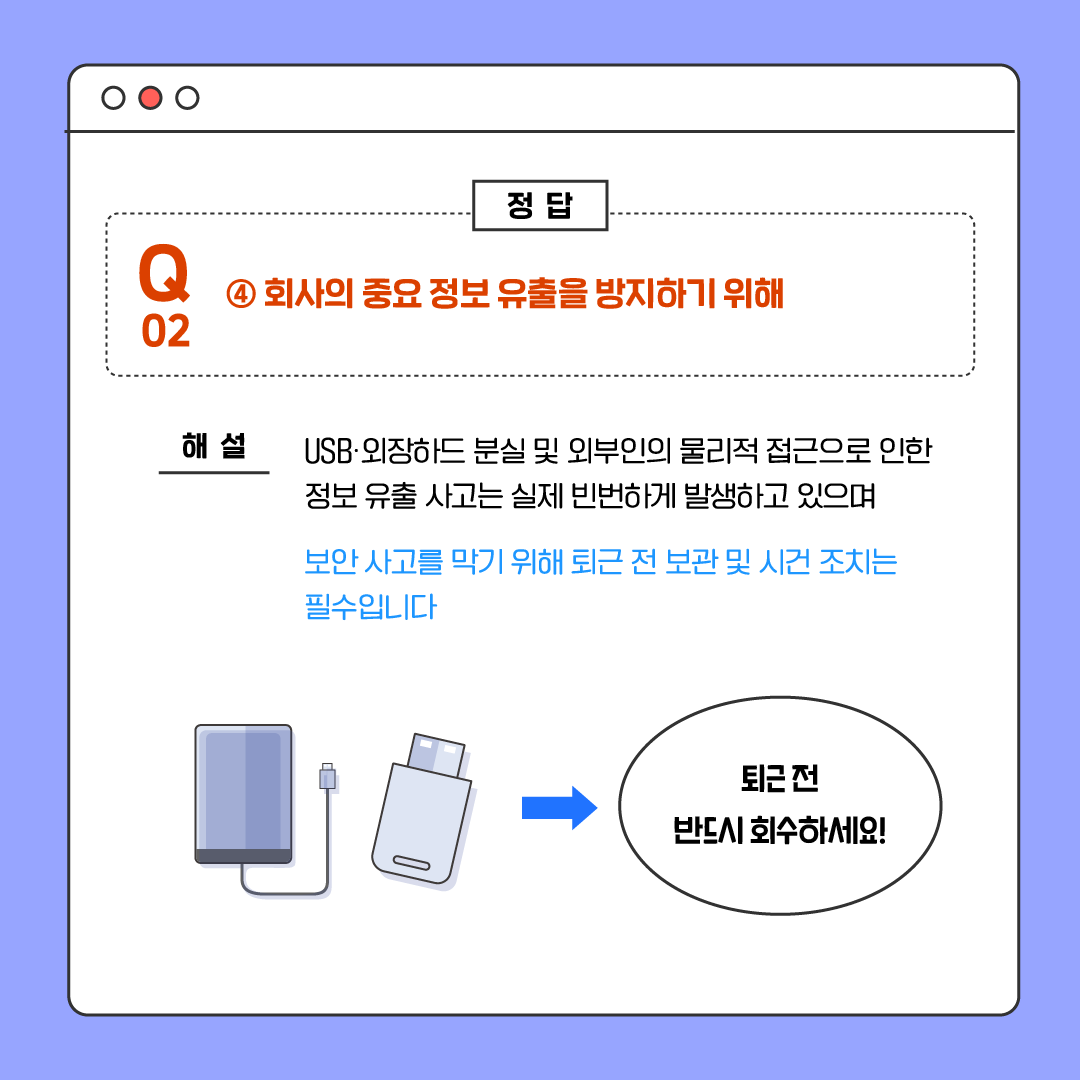 정 답
Q
02
④ 회사의 중요 정보 유출을 방지하기 위해
해 설
USB·외장하드 분실 및 외부인의 물리적 접근으로 인한
정보 유출 사고는 실제 빈번하게 발생하고 있으며
보안 사고를 막기 위해 퇴근 전 보관 및 시건 조치는
필수입니다
퇴근 전
반드시 회수하세요!